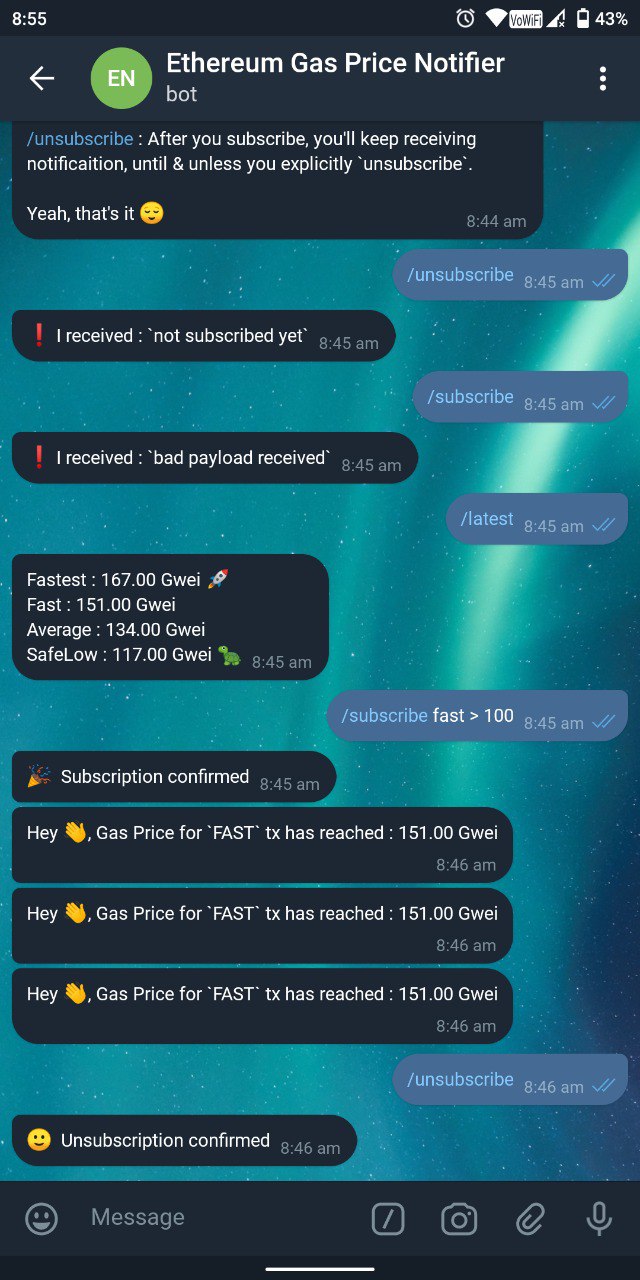 8:55
VoWiFi
43%
EN
Ethereum Gas Price Notifier
bot
/unsubscribe : After you subscribe, you'll keep receiving
notificaition, until & unless you explicitly `unsubscribe`.
Yeah, that's it 😌
8:44 am
/unsubscribe 8:45 am
❗ I received : `not subscribed yet` 8:45 am
/subscribe 8:45 am
❗ I received : `bad payload received` 8:45 am
/latest 8:45 am
Fastest : 167.00 Gwei 🚀
Fast : 151.00 Gwei
Average : 134.00 Gwei
SafeLow : 117.00 Gwei 🐢 8:45 am
/subscribe fast > 100 8:45 am
🎉 Subscription confirmed 8:45 am
Hey 👋, Gas Price for `FAST` tx has reached : 151.00 Gwei
8:46 am
Hey 👋, Gas Price for `FAST` tx has reached : 151.00 Gwei
8:46 am
Hey 👋, Gas Price for `FAST` tx has reached : 151.00 Gwei
8:46 am
/unsubscribe 8:46 am
🙂 Unsubscription confirmed 8:46 am
Message